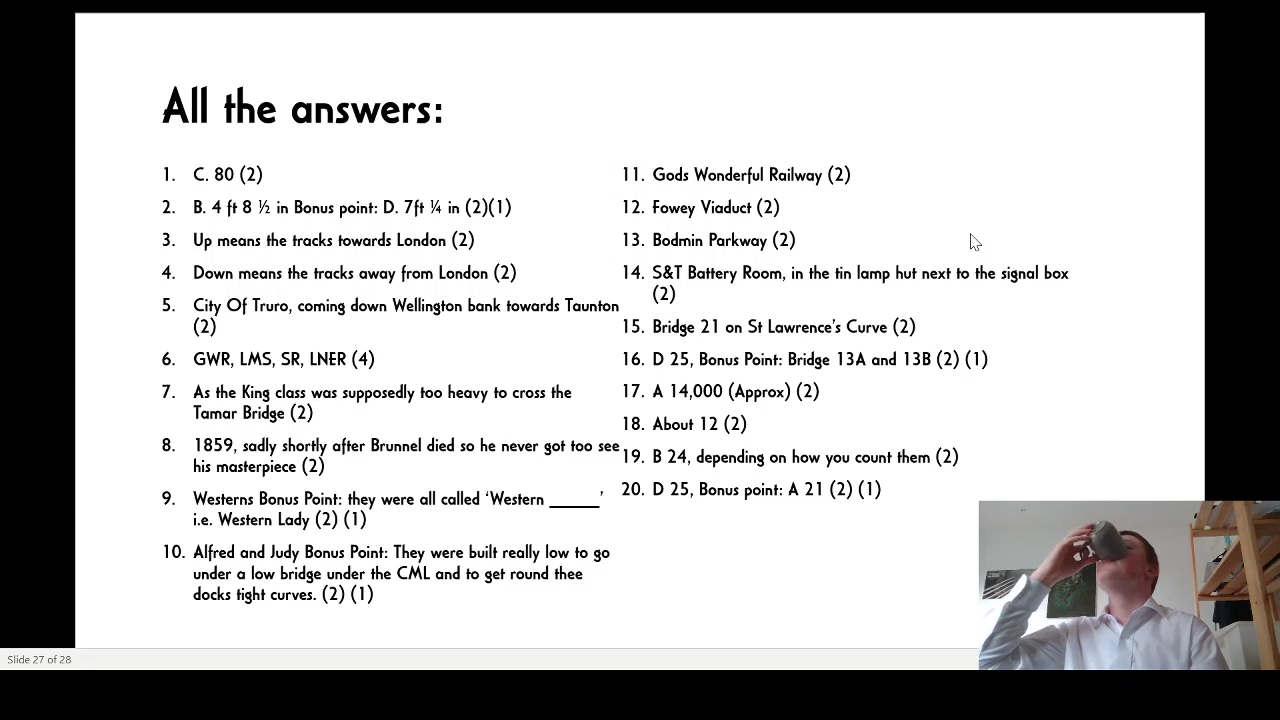 All the answers:
1. C. 80 (2)
2. B. 4 ft 8 ½ in Bonus point: D. 7ft ¼ in (2)(1)
3. Up means the tracks towards London (2)
4. Down means the tracks away from London (2)
5. City Of Truro, coming down Wellington bank towards Taunton
(2)
6. GWR, LMS, SR, LNER (4)
7. As the King class was supposedly too heavy to cross the
Tamar Bridge (2)
8. 1859, sadly shortly after Brunnel died so he never got too see
his masterpiece (2)
9. Westerns Bonus Point: they were all called ‘Western _____’
i.e. Western Lady (2) (1)
10. Alfred and Judy Bonus Point: They were built really low to go
under a low bridge under the CML and to get round thee
docks tight curves. (2) (1)
11. Gods Wonderful Railway (2)
12. Fowey Viaduct (2)
13. Bodmin Parkway (2)
14. S&T Battery Room, in the tin lamp hut next to the signal box
(2)
15. Bridge 21 on St Lawrence’s Curve (2)
16. D 25, Bonus Point: Bridge 13A and 13B (2) (1)
17. A 14,000 (Approx) (2)
18. About 12 (2)
19. B 24, depending on how you count them (2)
20. D 25, Bonus point: A 21 (2) (1)
Slide 27 of 28